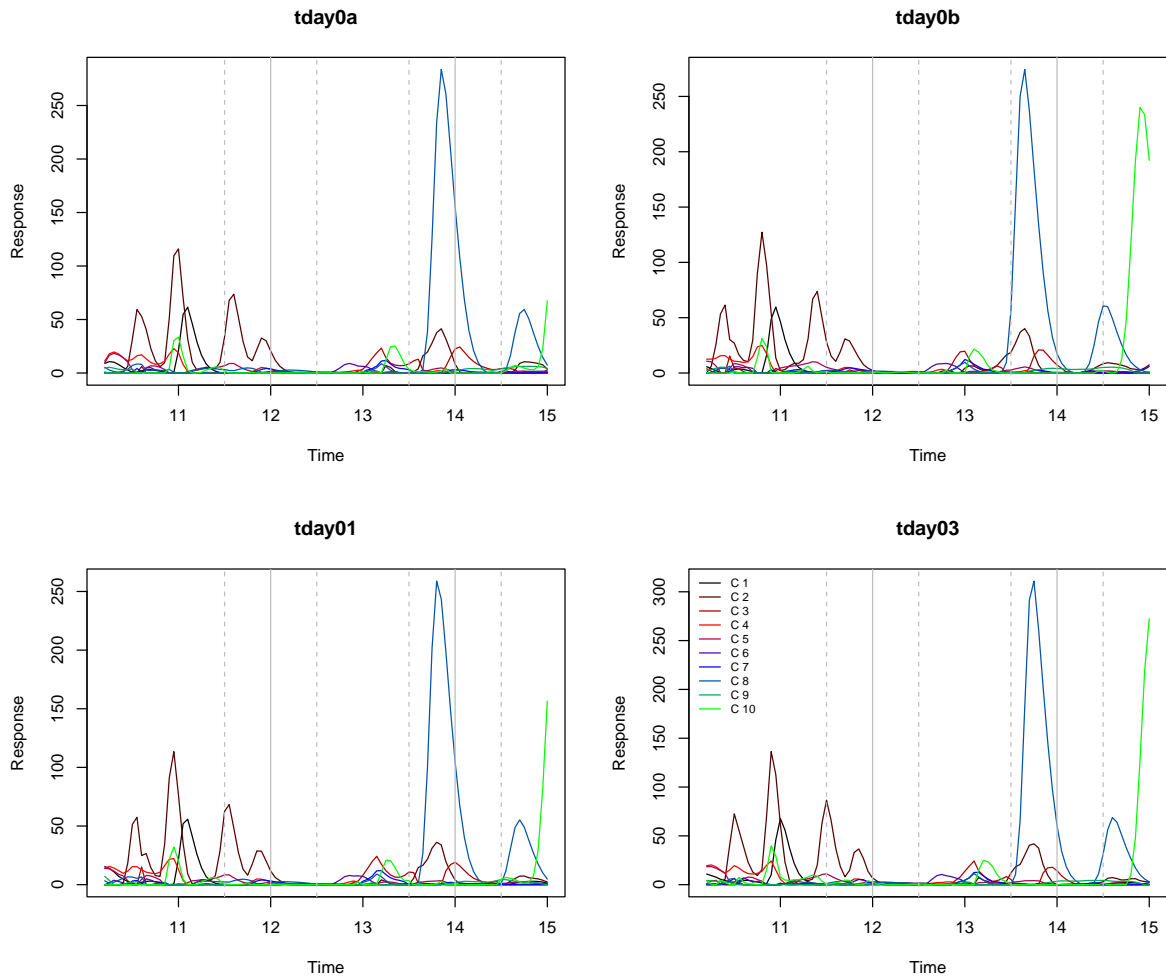 tday0a
Response
0 50 100 150 200 250
11 12 13 14 15
Time
tday0b
Response
0 50 100 150 200 250
11 12 13 14 15
Time
tday01
Response
0 50 100 150 200 250
11 12 13 14 15
Time
tday03
Response
0 50 100 150 200 250 300
C 1
C 2
C 3
C 4
C 5
C 6
C 7
C 8
C 9
C 10
11 12 13 14 15
Time